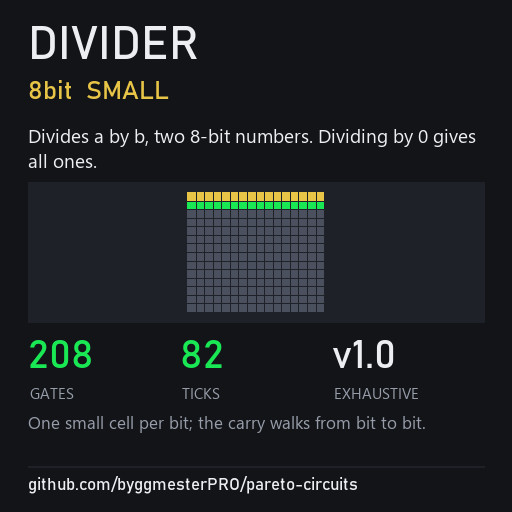 DIVIDER
8bit SMALL
Divides a by b, two 8-bit numbers. Dividing by 0 gives
all ones.
208 82 v1.0
GATES TICKS EXHAUSTIVE
One small cell per bit; the carry walks from bit to bit.
github.com/byggmesterPRO/pareto-circuits